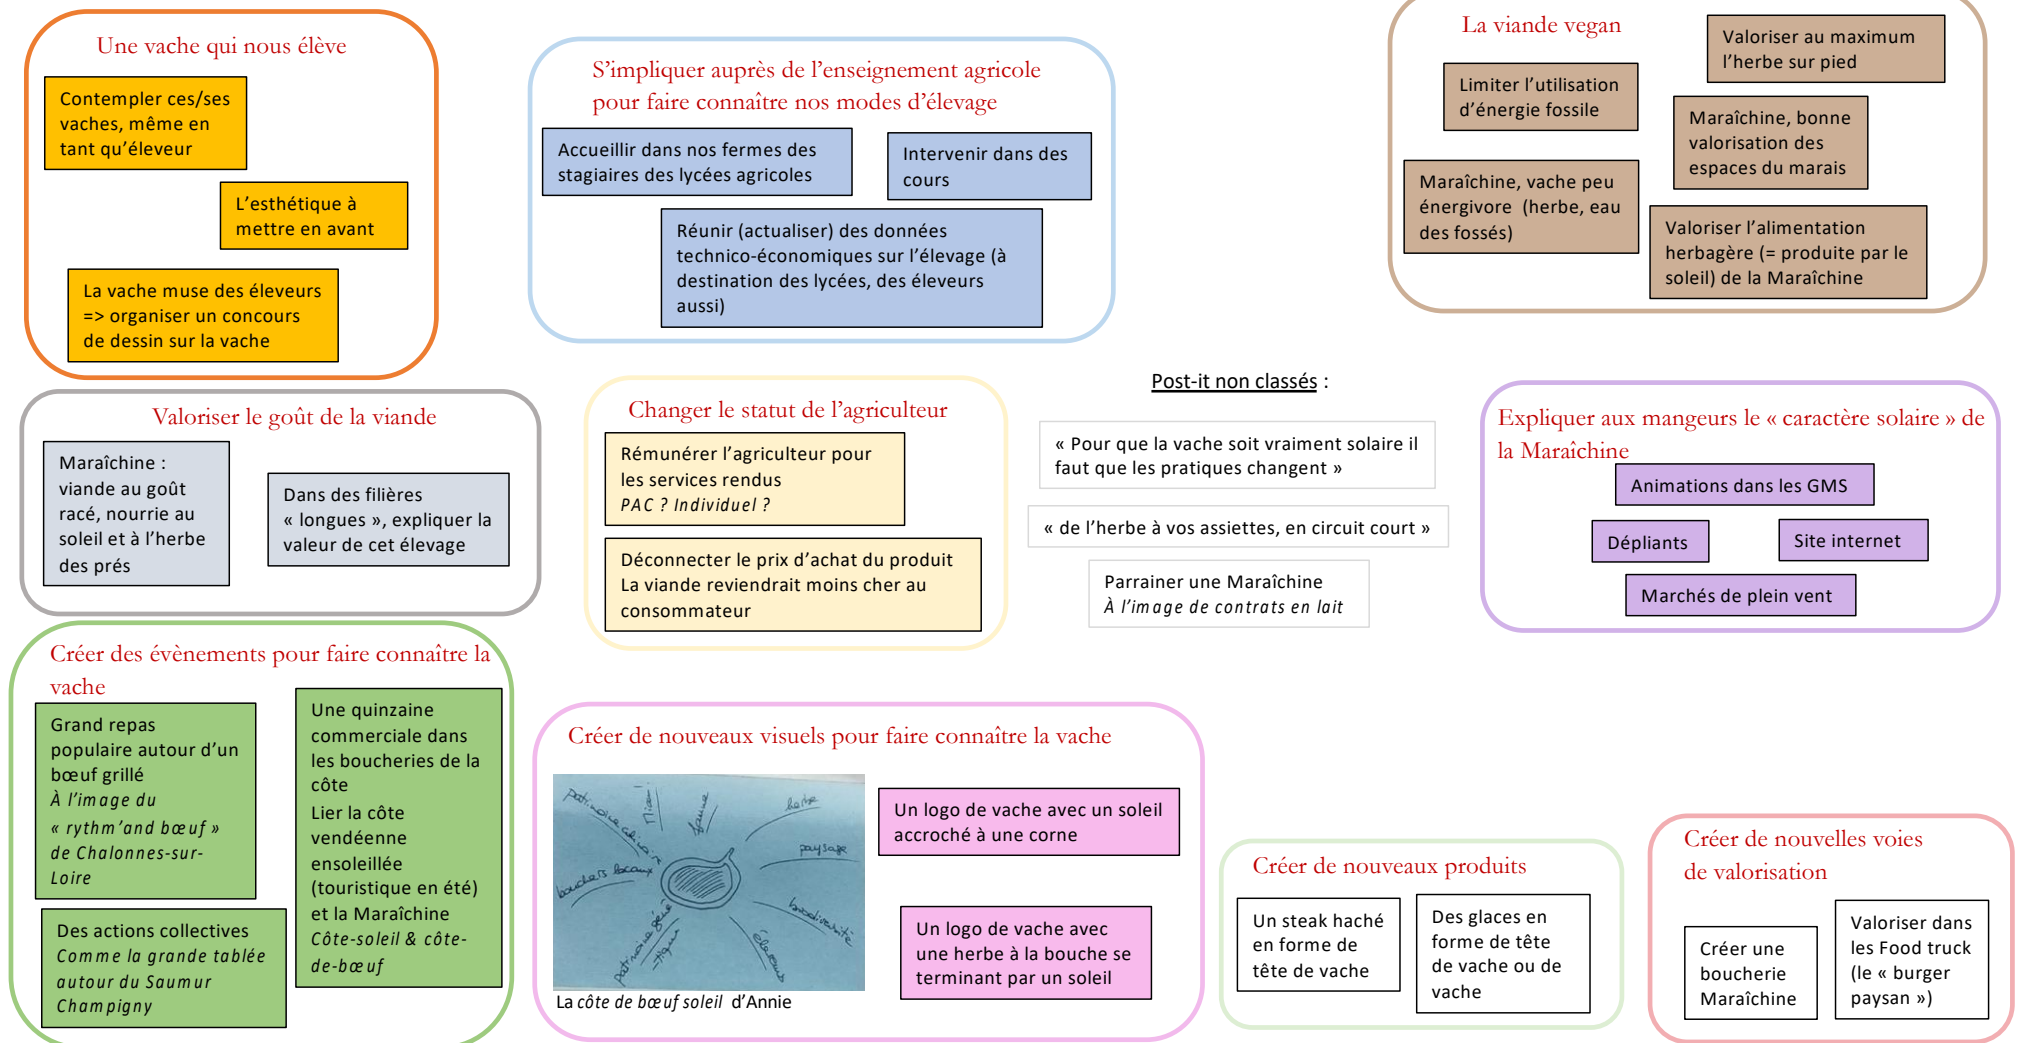 Une vache qui nous élève
Contempler ces/ses
vaches, même en
tant qu'éleveur
L'esthétique à
mettre en avant
La vache muse des éleveurs
=> organiser un concours
de dessin sur la vache
S'impliquer auprès de l'enseignement agricole
pour faire connaître nos modes d'élevage
Accueillir dans nos fermes des
stagiaires des lycées agricoles
Intervenir dans des
cours
Réunir (actualiser) des données
technico-économiques sur l'élevage (à
destination des lycées, des éleveurs
aussi)
La viande vegan
Valoriser au maximum
l'herbe sur pied
Limiter l'utilisation
d'énergie fossile
Maraîchine, bonne
valorisation des
espaces du marais
Maraîchine, vache peu
énergivore (herbe, eau
des fossés)
Valoriser l'alimentation
herbagère (= produite par le
soleil) de la Maraîchine
Valoriser le goût de la viande
Maraîchine :
viande au goût
racé, nourrie au
soleil et à l'herbe
des prés
Dans des filières
« longues », expliquer la
valeur de cet élevage
Changer le statut de l'agriculteur
Rémunérer l'agriculteur pour
les services rendus
PAC ? Individuel ?
Déconnecter le prix d'achat du produit
La viande reviendrait moins cher au
consommateur
Post-it non classés :
« Pour que la vache soit vraiment solaire il
faut que les pratiques changent »
« de l'herbe à vos assiettes, en circuit court »
Parrainer une Maraîchine
À l'image de contrats en lait
Expliquer aux mangeurs le « caractère solaire » de
la Maraîchine
Animations dans les GMS
Dépliants
Site internet
Marchés de plein vent
Créer des évènements pour faire connaître la
vache
Grand repas
populaire autour d'un
bœuf grillé
À l'image du
« rythm'and bœuf »
de Chalonnes-sur-
Loire
Une quinzaine
commerciale dans
les boucheries de la
côte
Lier la côte
vendéenne
ensoleillée
(touristique en été)
et la Maraîchine
Côte-soleil & côte-
de-bœuf
Des actions collectives
Comme la grande tablée
autour du Saumur
Champigny
Créer de nouveaux visuels pour faire connaître la vache
patrimoine culinaire
herbe
paysage
biodiversité
éleveurs
patrimoine géné
tique
bouchers locaux
La côte de bœuf soleil d'Annie
Un logo de vache avec un soleil
accroché à une corne
Un logo de vache avec
une herbe à la bouche se
terminant par un soleil
Créer de nouveaux produits
Un steak haché
en forme de
tête de vache
Des glaces en
forme de tête
de vache ou de
vache
Créer de nouvelles voies
de valorisation
Créer une
boucherie
Maraîchine
Valoriser dans
les Food truck
(le « burger
paysan »)